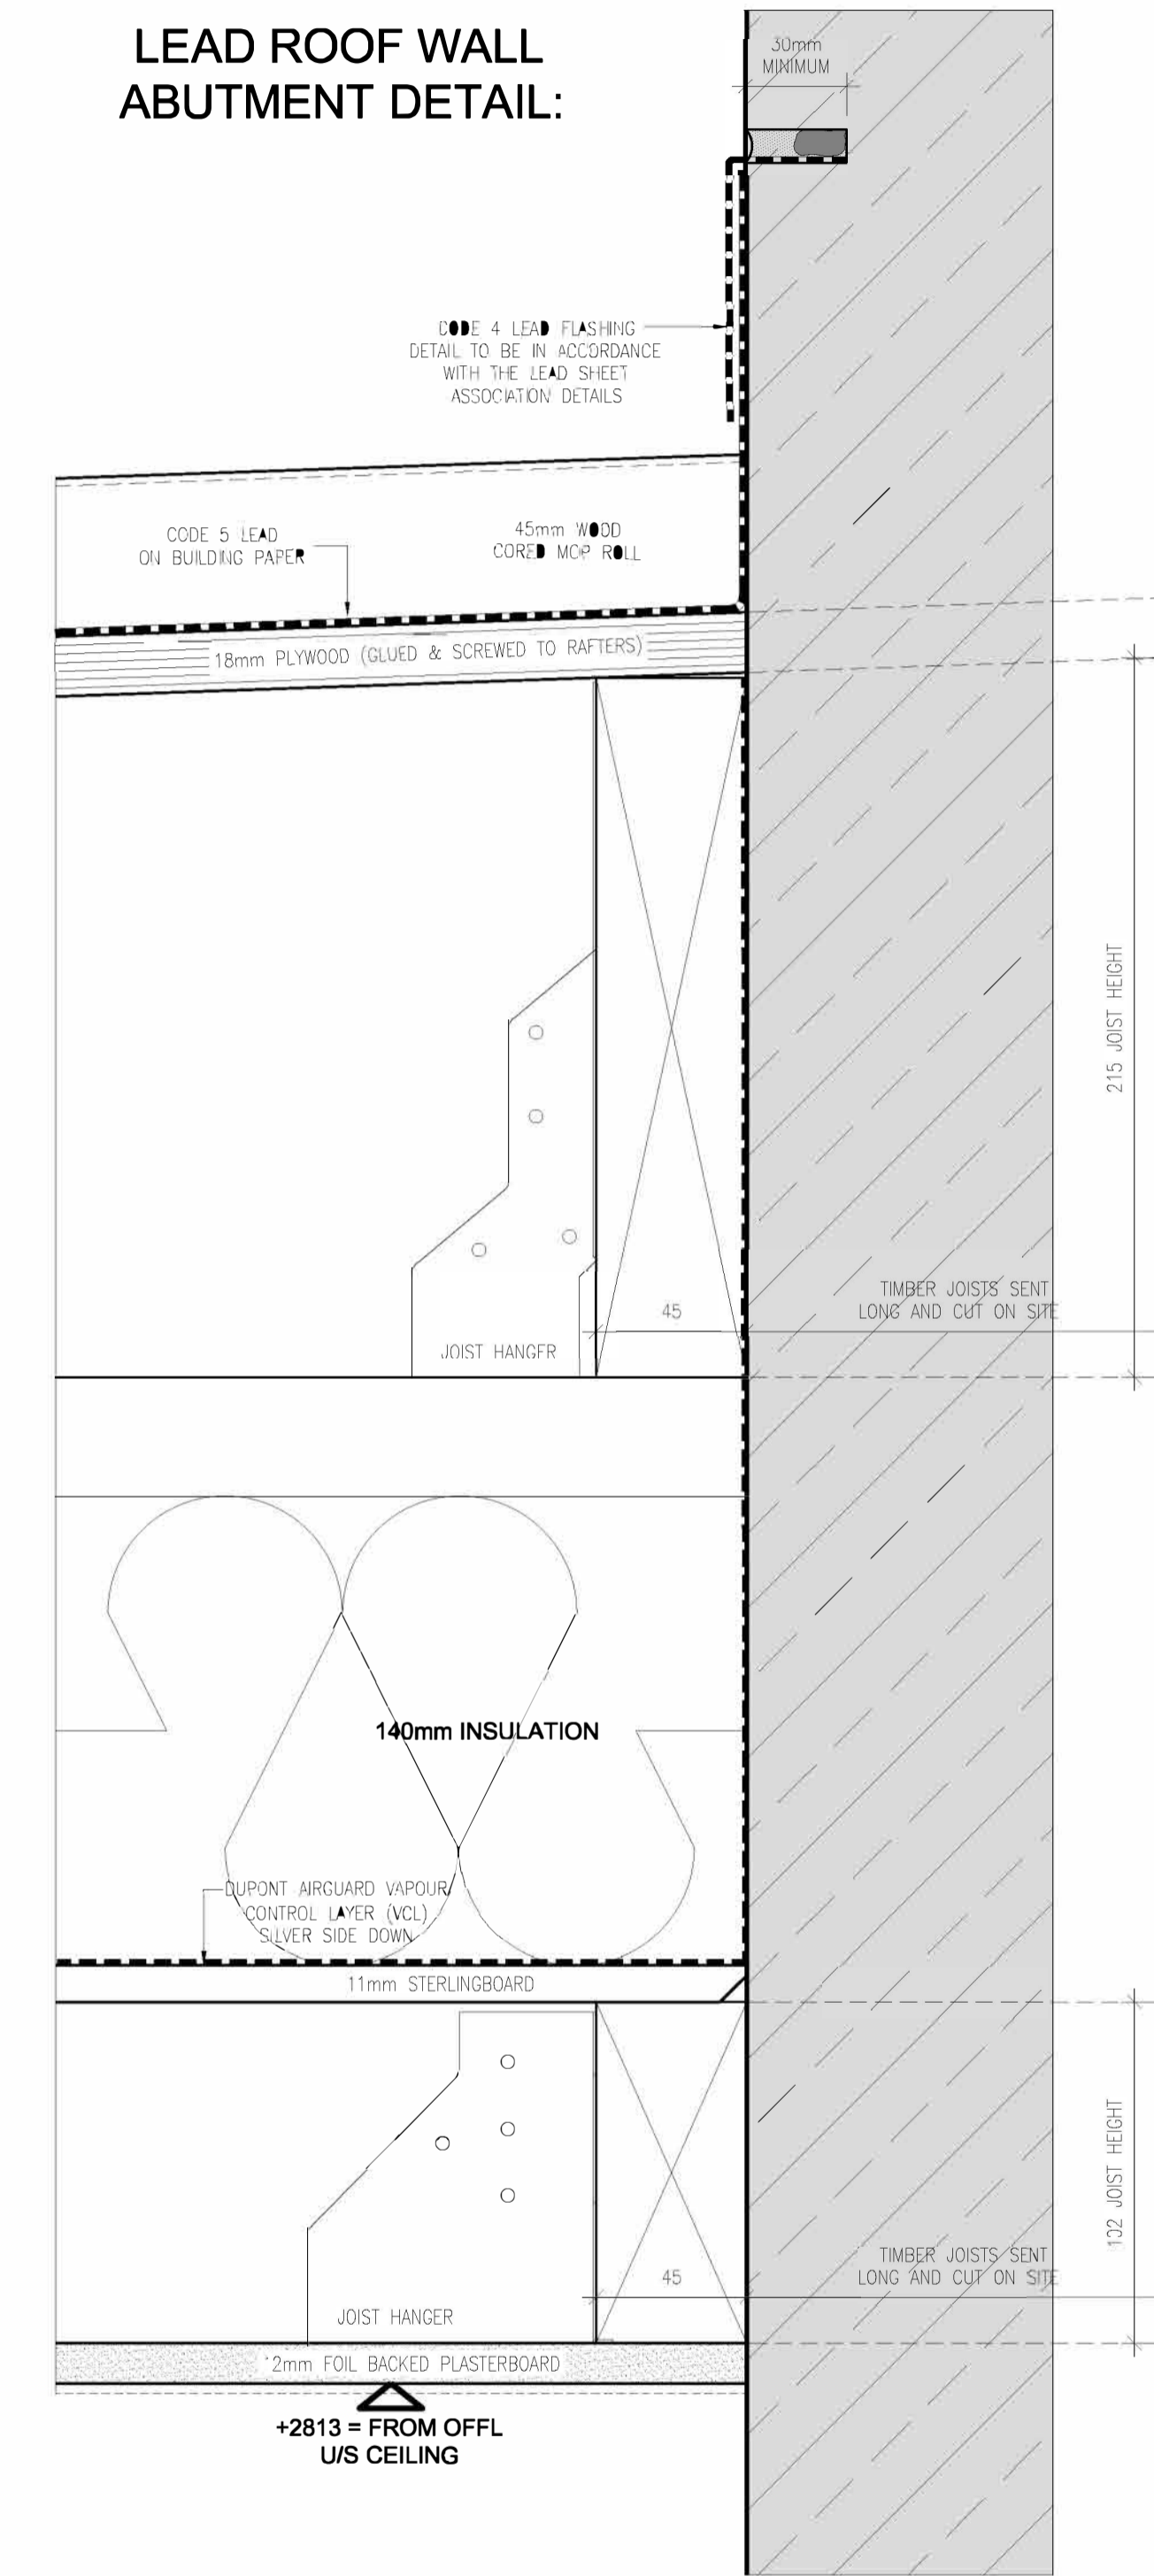 LEAD ROOF WALL
ABUTMENT DETAIL:
30mm
MINIMUM
CODE 4 LEAD FLASHING
DETAIL TO BE IN ACCORDANCE
WITH THE LEAD SHEET
ASSOCIATION DETAILS
CODE 5 LEAD
ON BUILDING PAPER
45mm WOOD
CORED MOP ROLL
18mm PLYWOOD (GLUED & SCREWED TO RAFTERS)
215 JOIST HEIGHT
TIMBER JOISTS SENT
LONG AND CUT ON SITE
45
JOIST HANGER
140mm INSULATION
DUPONT AIRGUARD VAPOUR
CONTROL LAYER (VCL)
SILVER SIDE DOWN
11mm STERLINGBOARD
102 JOIST HEIGHT
TIMBER JOISTS SENT
LONG AND CUT ON SITE
45
JOIST HANGER
12mm FOIL BACKED PLASTERBOARD
+2813 = FROM OFFL
U/S CEILING